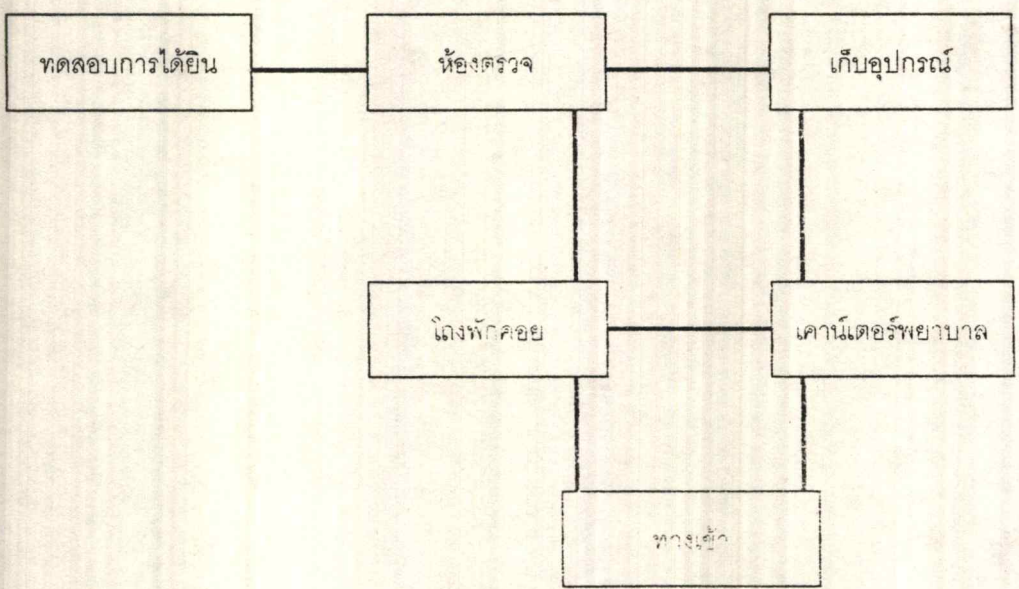 ทดสอบการได้ยิน
ห้องตรวจ
เก็บอุปกรณ์
โถงพักคอย
เคาน์เตอร์พยาบาล
ทางเข้า